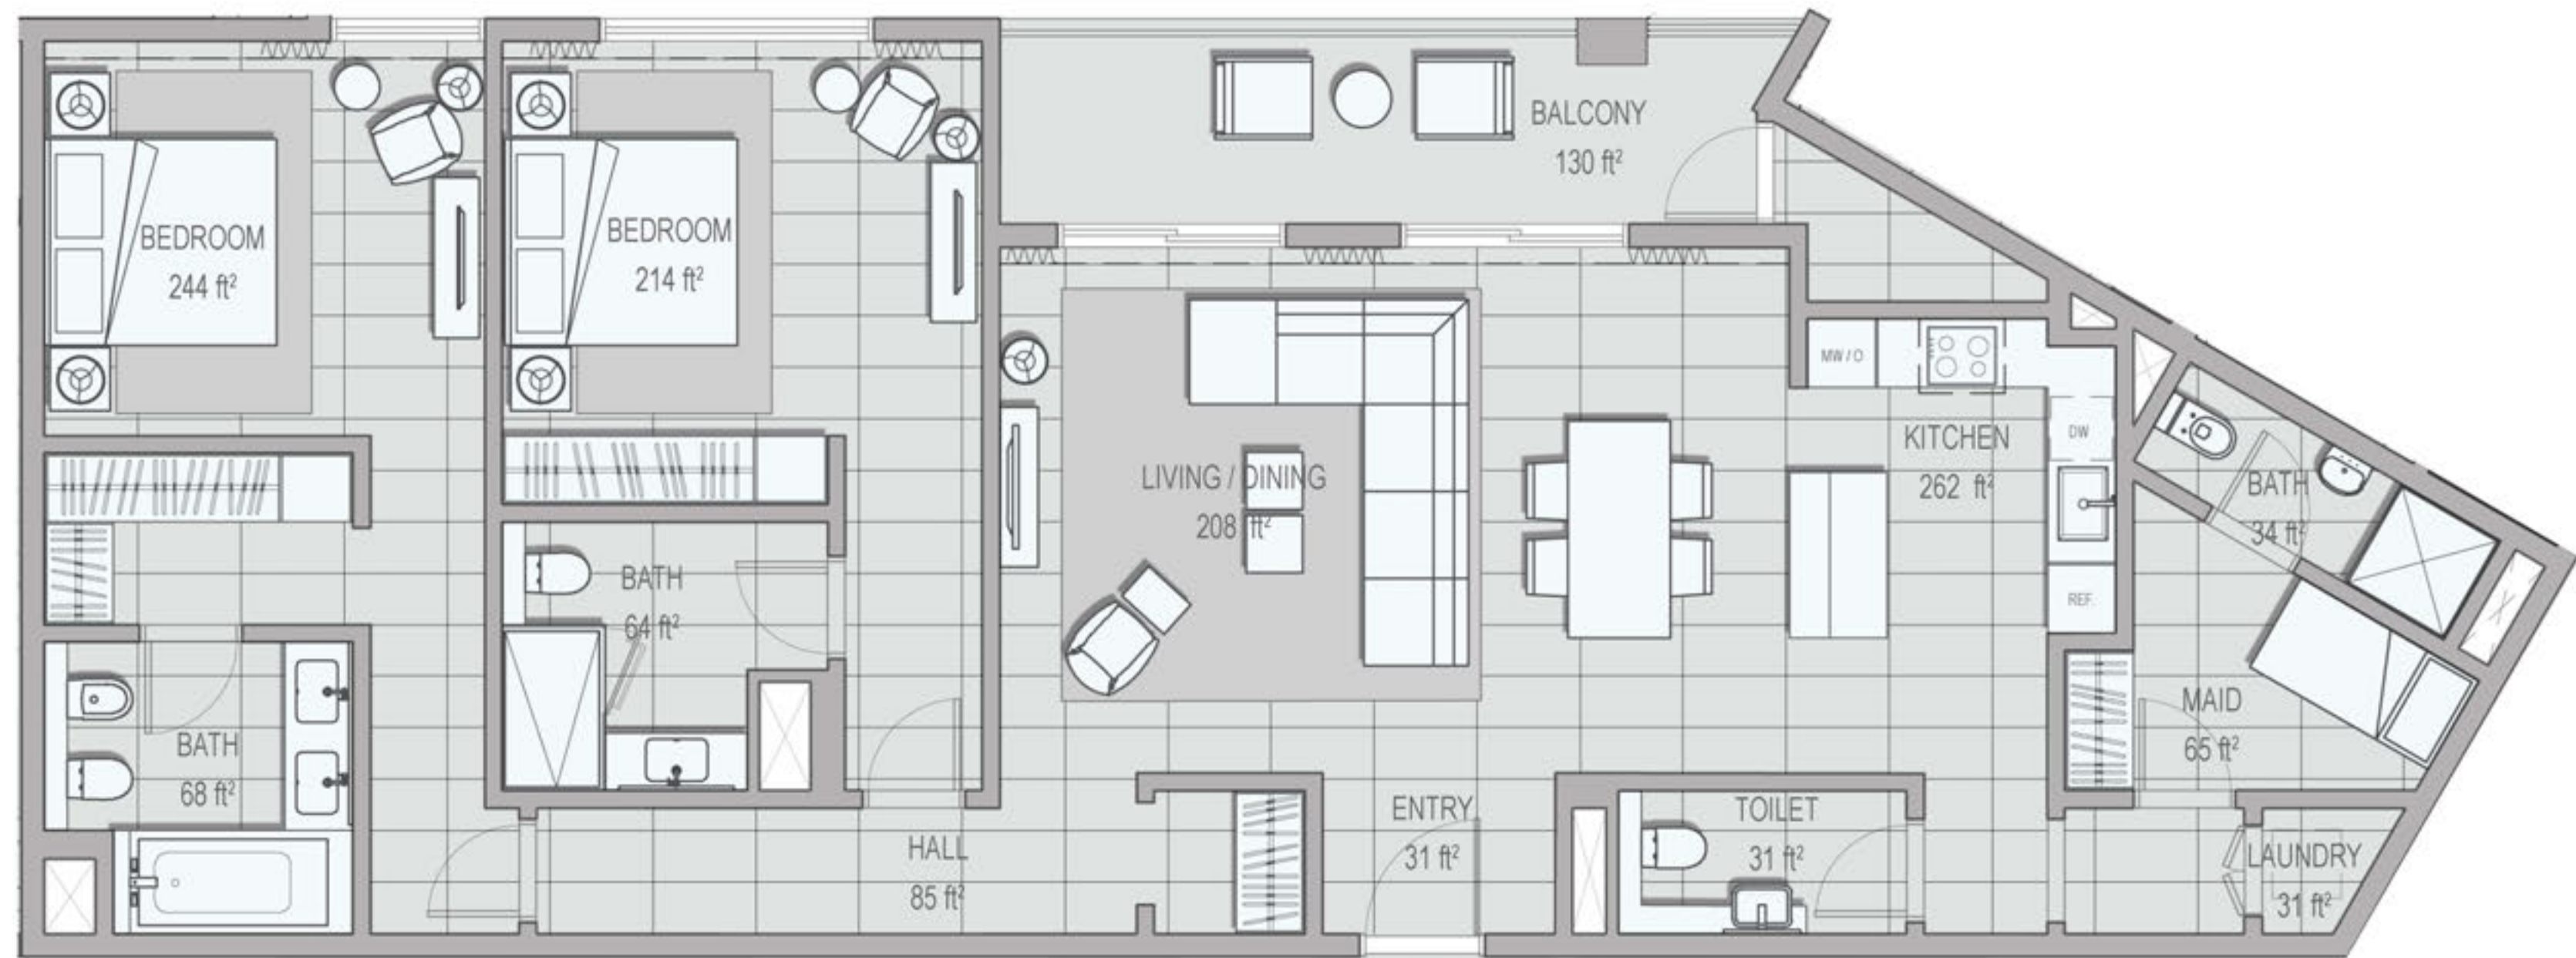 BEDROOM
244 ft²
BEDROOM
214 ft²
BALCONY
130 ft²
LIVING / DINING
208 ft²
MW / O
KITCHEN
262 ft²
DW
REF.
BATH
34 ft²
BATH
64 ft²
BATH
68 ft²
MAID
65 ft²
HALL
85 ft²
ENTRY
31 ft²
TOILET
31 ft²
LAUNDRY
31 ft²